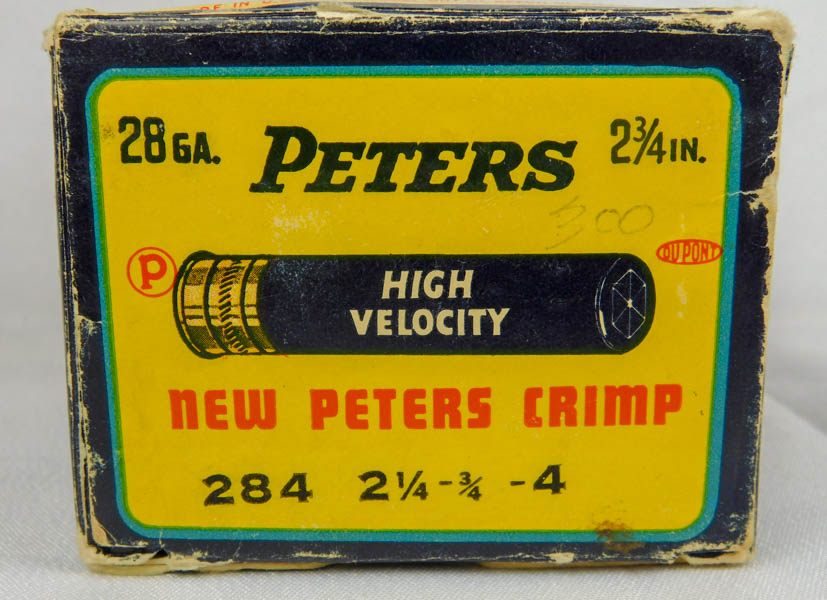 28 GA. PETERS 2¾ IN.
300
P
DU PONT
HIGH
VELOCITY
NEW PETERS CRIMP
284 2¼-¾ -4